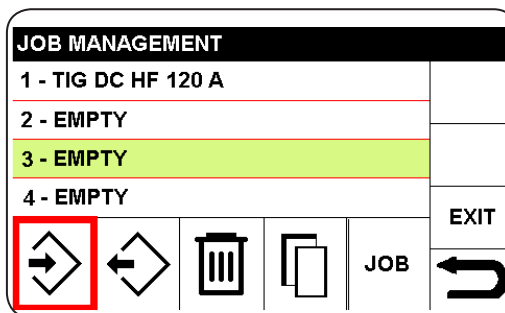 JOB MANAGEMENT
1 - TIG DC HF 120 A
2 - EMPTY
3 - EMPTY
4 - EMPTY
EXIT
JOB